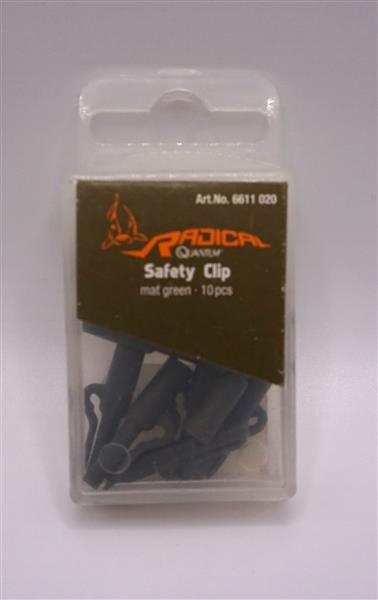 Art.No. 6611 020
RADICAL
QUANTUM
Safety Clip
mat green · 10 pcs